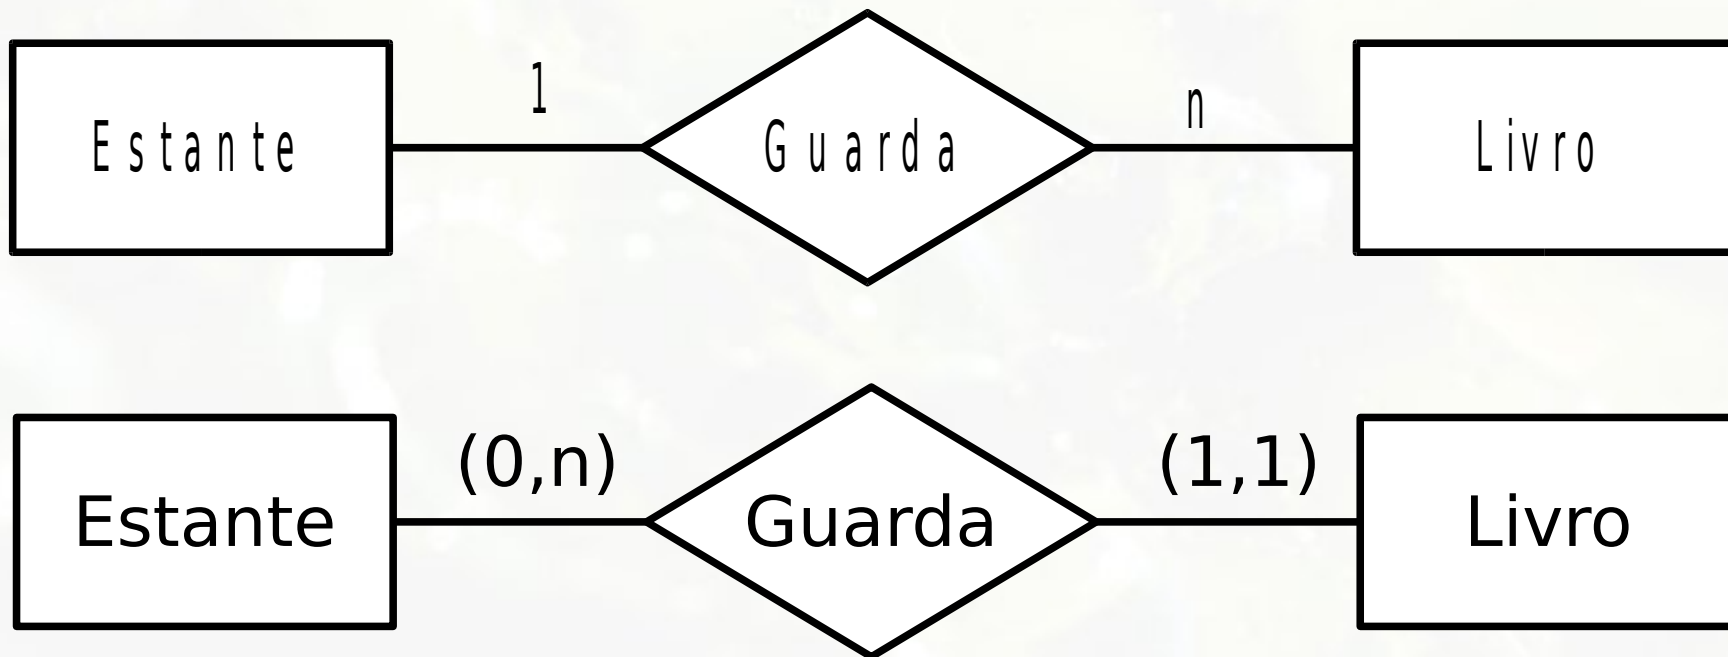 1
n
Estante
Guarda
Livro
(0,n)
(1,1)
Estante
Guarda
Livro